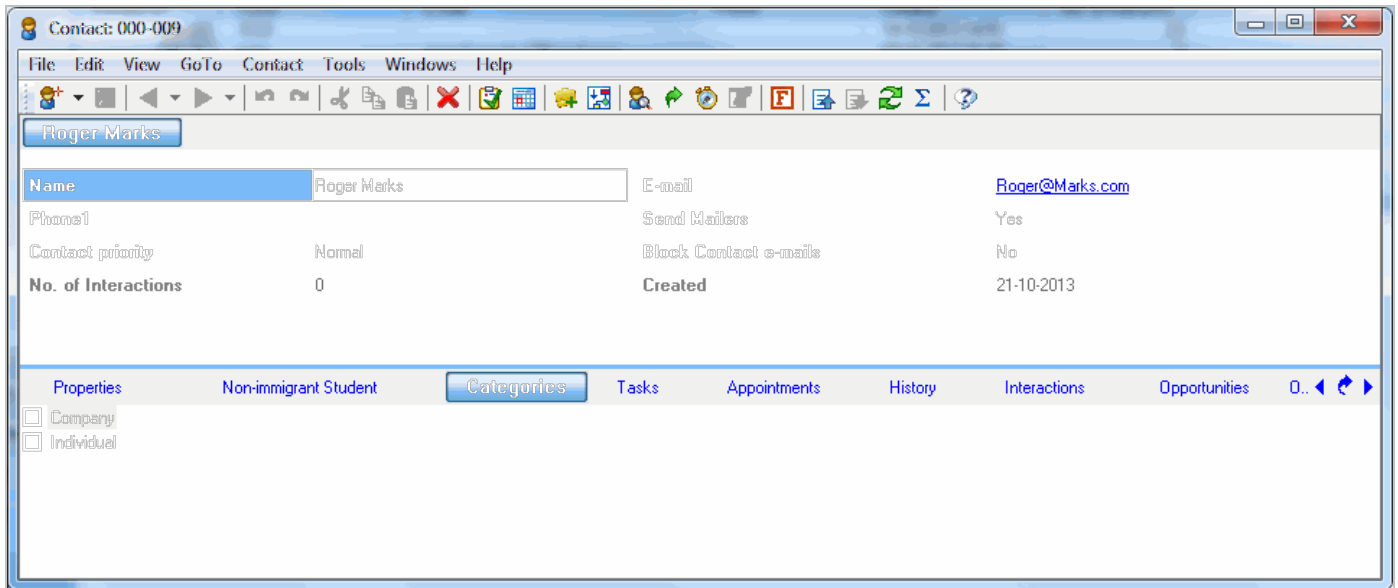 Contact: 000-009
File Edit View GoTo Contact Tools Windows Help
F Σ ?
Roger Marks
Name Roger Marks E-mail Roger@Marks.com
Phone1 Send Mailers Yes
Contact priority Normal Block Contact e-mails No
No. of Interactions 0 Created 21-10-2013
Properties Non-immigrant Student Categories Tasks Appointments History Interactions Opportunities O..
Company
Individual